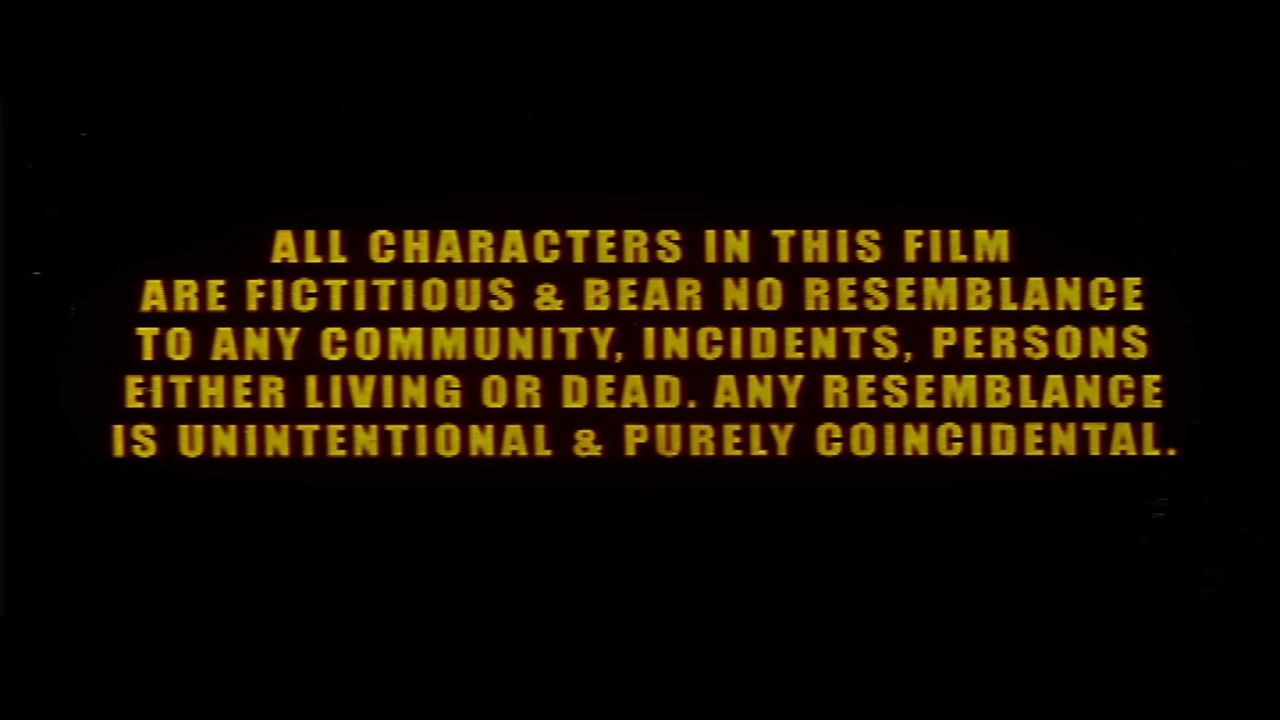 ALL CHARACTERS IN THIS FILM
ARE FICTITIOUS & BEAR NO RESEMBLANCE
TO ANY COMMUNITY, INCIDENTS, PERSONS
EITHER LIVING OR DEAD. ANY RESEMBLANCE
IS UNINTENTIONAL & PURELY COINCIDENTAL.